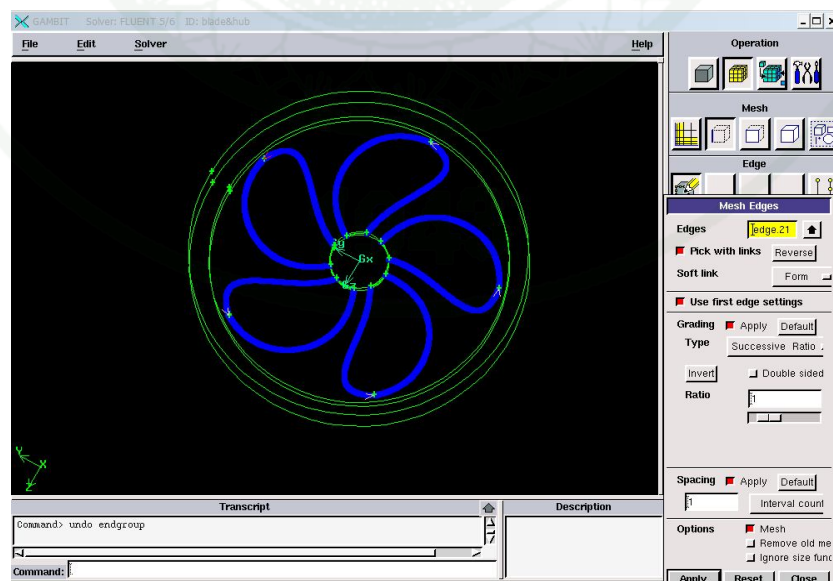 GAMBIT Solver: FLUENT 5/6 ID: blade&hub
File Edit Solver Help
Operation
Mesh
Edge
Mesh Edges
Edges edge.21
Pick with links Reverse
Soft link Form
Use first edge settings
Grading Apply Default
Type Successive Ratio
Invert Double sided
Ratio 1
Spacing Apply Default
1 Interval count
Options Mesh
Remove old me
Ignore size func
Apply Reset Close
Gx
Y
X
Z
Transcript Description
Command> undo endgroup
Command: